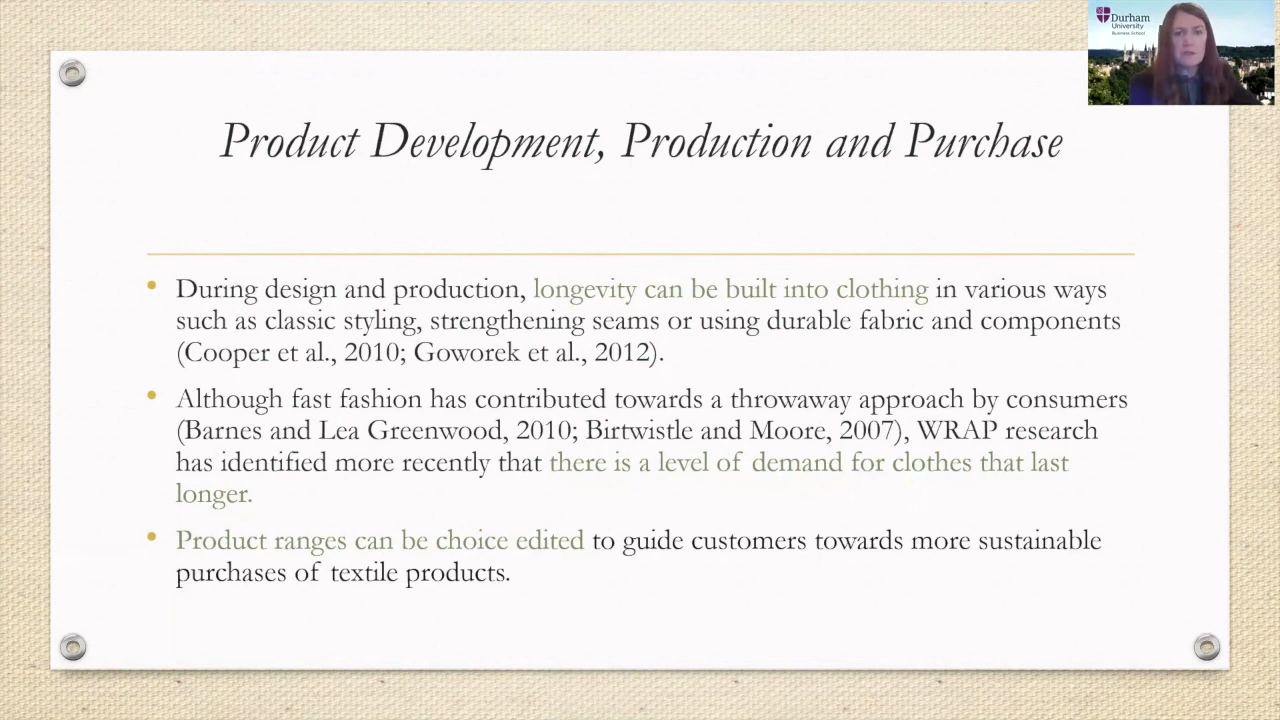 Durham
University
Business School
Product Development, Production and Purchase
• During design and production, longevity can be built into clothing in various ways
such as classic styling, strengthening seams or using durable fabric and components
(Cooper et al., 2010; Goworek et al., 2012).
• Although fast fashion has contributed towards a throwaway approach by consumers
(Barnes and Lea Greenwood, 2010; Birtwistle and Moore, 2007), WRAP research
has identified more recently that there is a level of demand for clothes that last
longer.
• Product ranges can be choice edited to guide customers towards more sustainable
purchases of textile products.